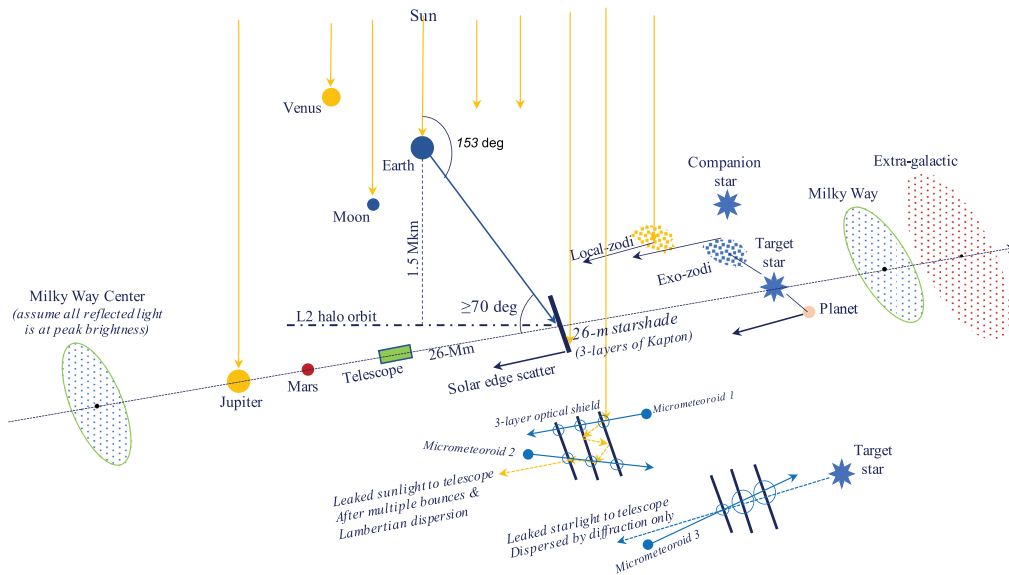 Sun
Venus
153 deg
Earth
Moon
1.5 Mkm
Companion
star
Extra-galactic
Milky Way
Local-zodi
Exo-zodi
Target
star
Planet
Milky Way Center
(assume all reflected light
is at peak brightness)
L2 halo orbit
≥70 deg
26-m starshade
(3-layers of Kapton)
26-Mm
Telescope
Mars
Jupiter
Solar edge scatter
3-layer optical shield
Micrometeoroid 1
Micrometeoroid 2
Leaked sunlight to telescope
After multiple bounces &
Lambertian dispersion
Target
star
Leaked starlight to telescope
Dispersed by diffraction only
Micrometeoroid 3